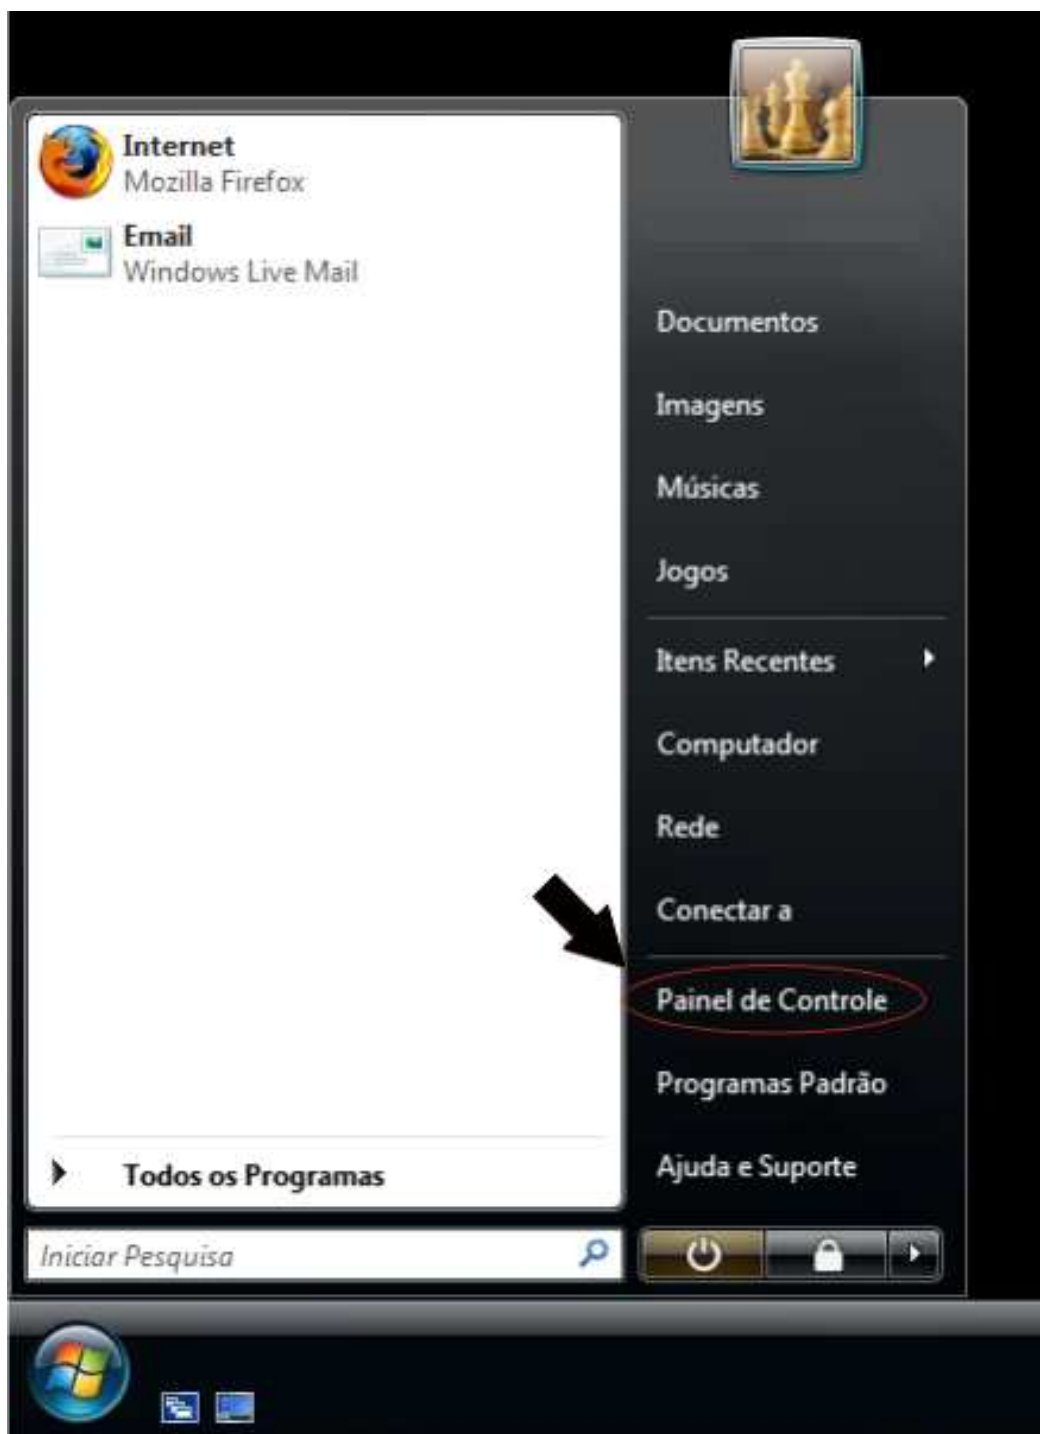 Internet
Mozilla Firefox
Email
Windows Live Mail
Todos os Programas
Iniciar Pesquisa
Documentos
Imagens
Músicas
Jogos
Itens Recentes
Computador
Rede
Conectar a
Painel de Controle
Programas Padrão
Ajuda e Suporte